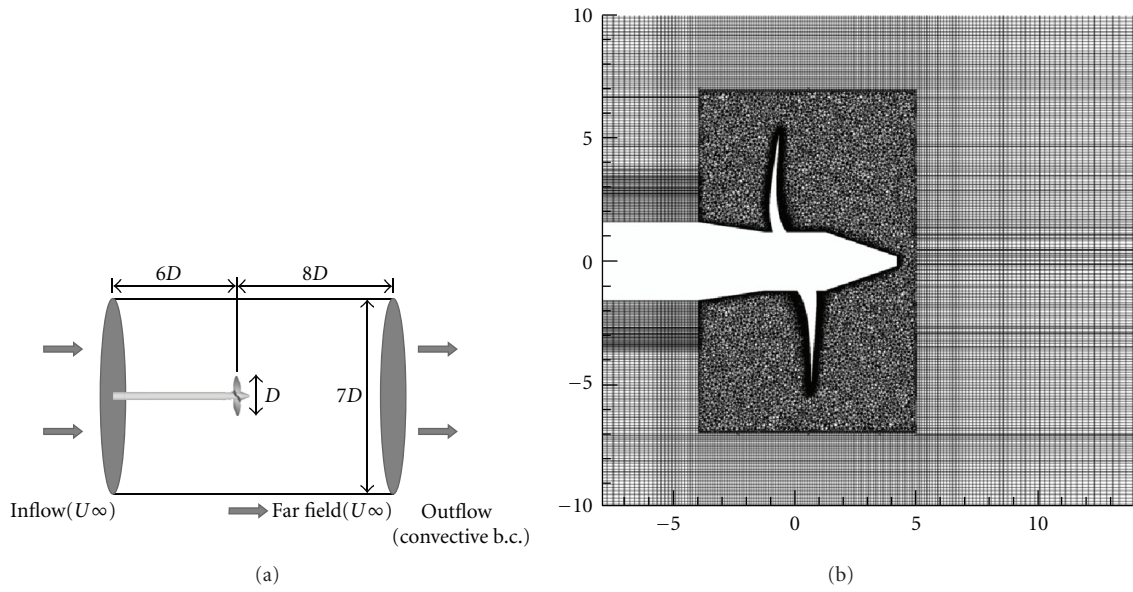 6D
8D
D
7D
Inflow(U∞)
Far field(U∞)
Outflow
(convective b.c.)
(a)
10
5
0
−5
−10
−5
0
5
10
(b)